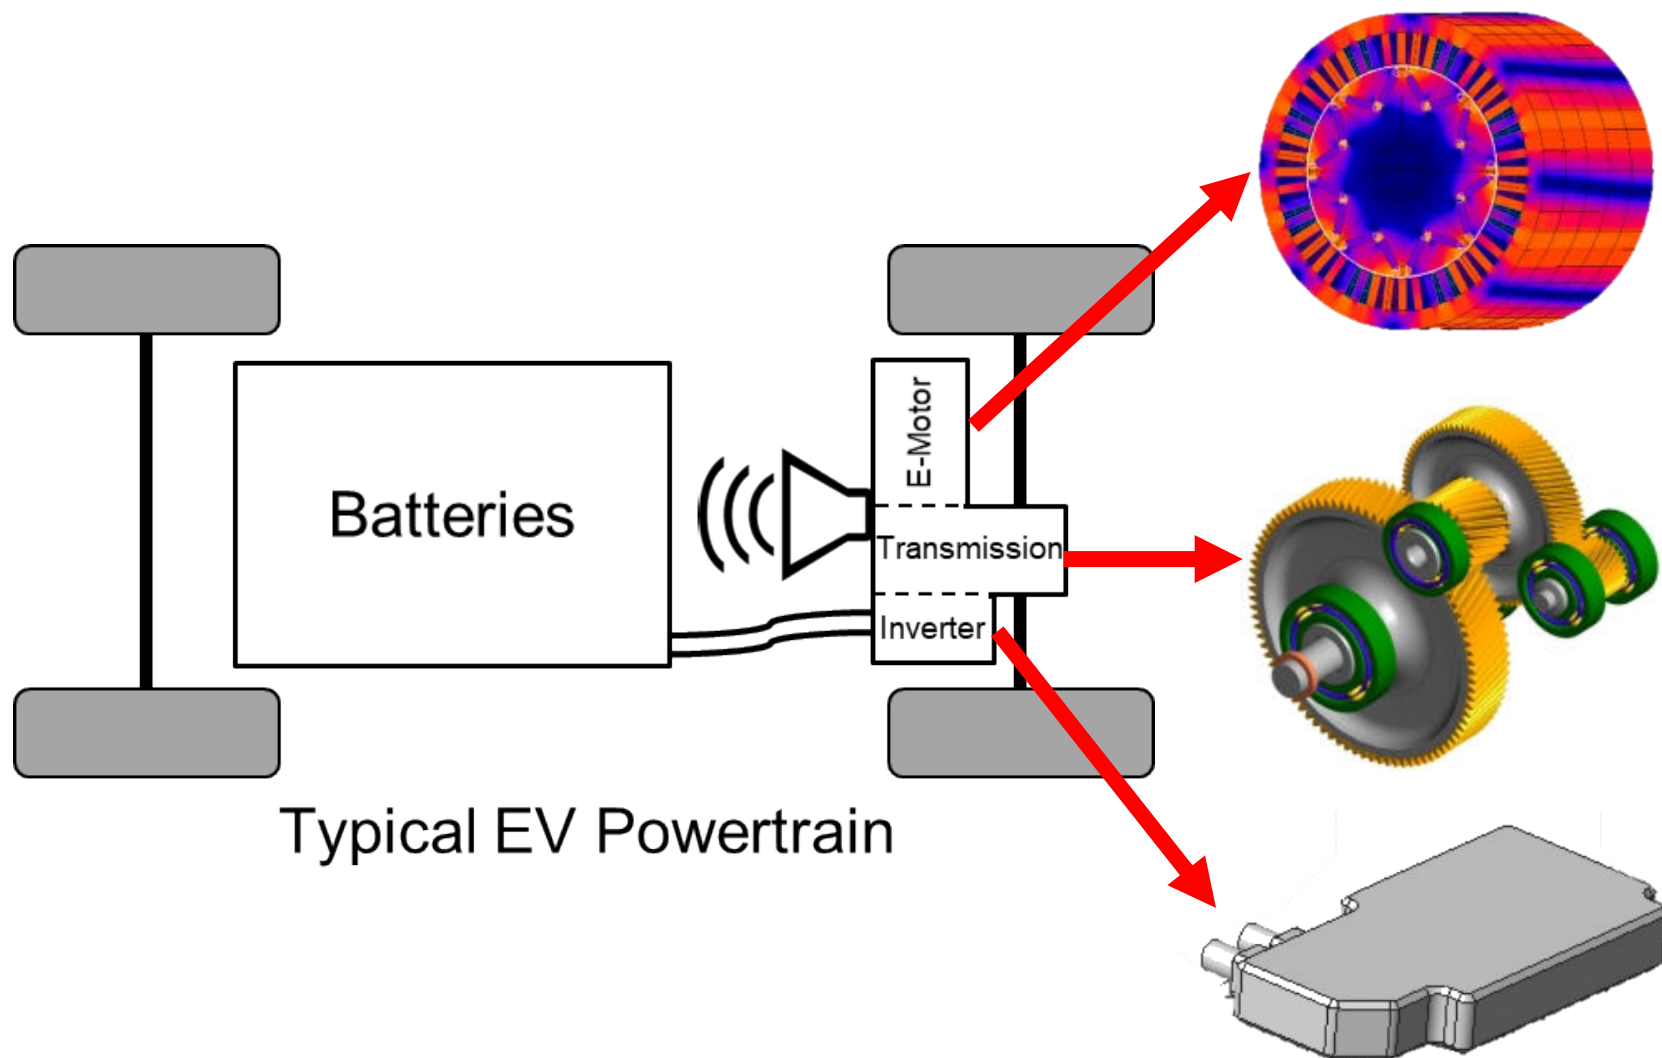 E-Motor
Batteries
Transmission
Inverter
Typical EV Powertrain